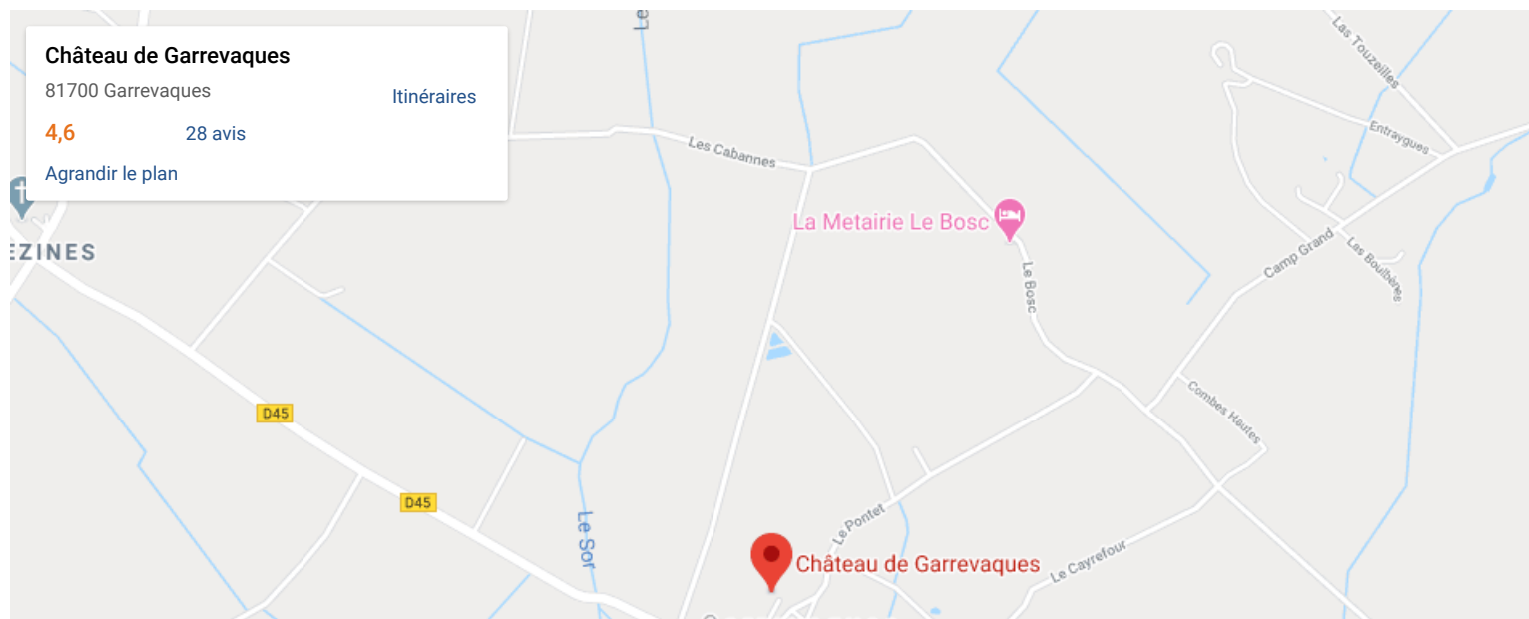 Château de Garrevaques
81700 Garrevaques
Itinéraires
4,6
28 avis
Agrandir le plan
Le
Las Touzeilles
Entraygues
Les Cabannes
La Metairie Le Bosc
EZINES
Le Bosc
Camp Grand
Las Boulbènes
Combes Hautes
D45
D45
Le Sor
Le Pontet
Château de Garrevaques
Le Cayrefour